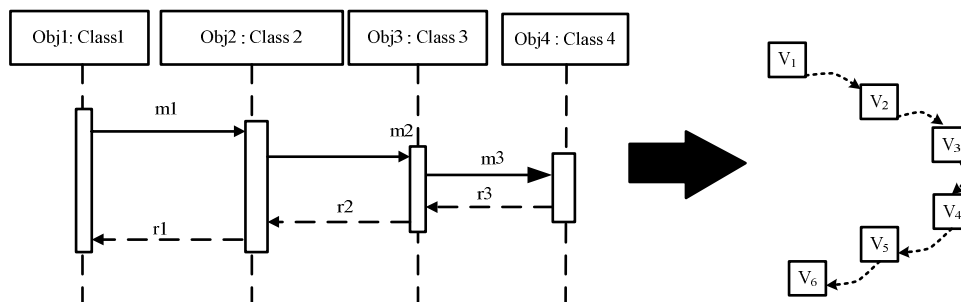 Obj1: Class1
Obj2 : Class 2
Obj3 : Class 3
Obj4 : Class 4
m1
m2
m3
r3
r2
r1
V1
V2
V3
V4
V5
V6